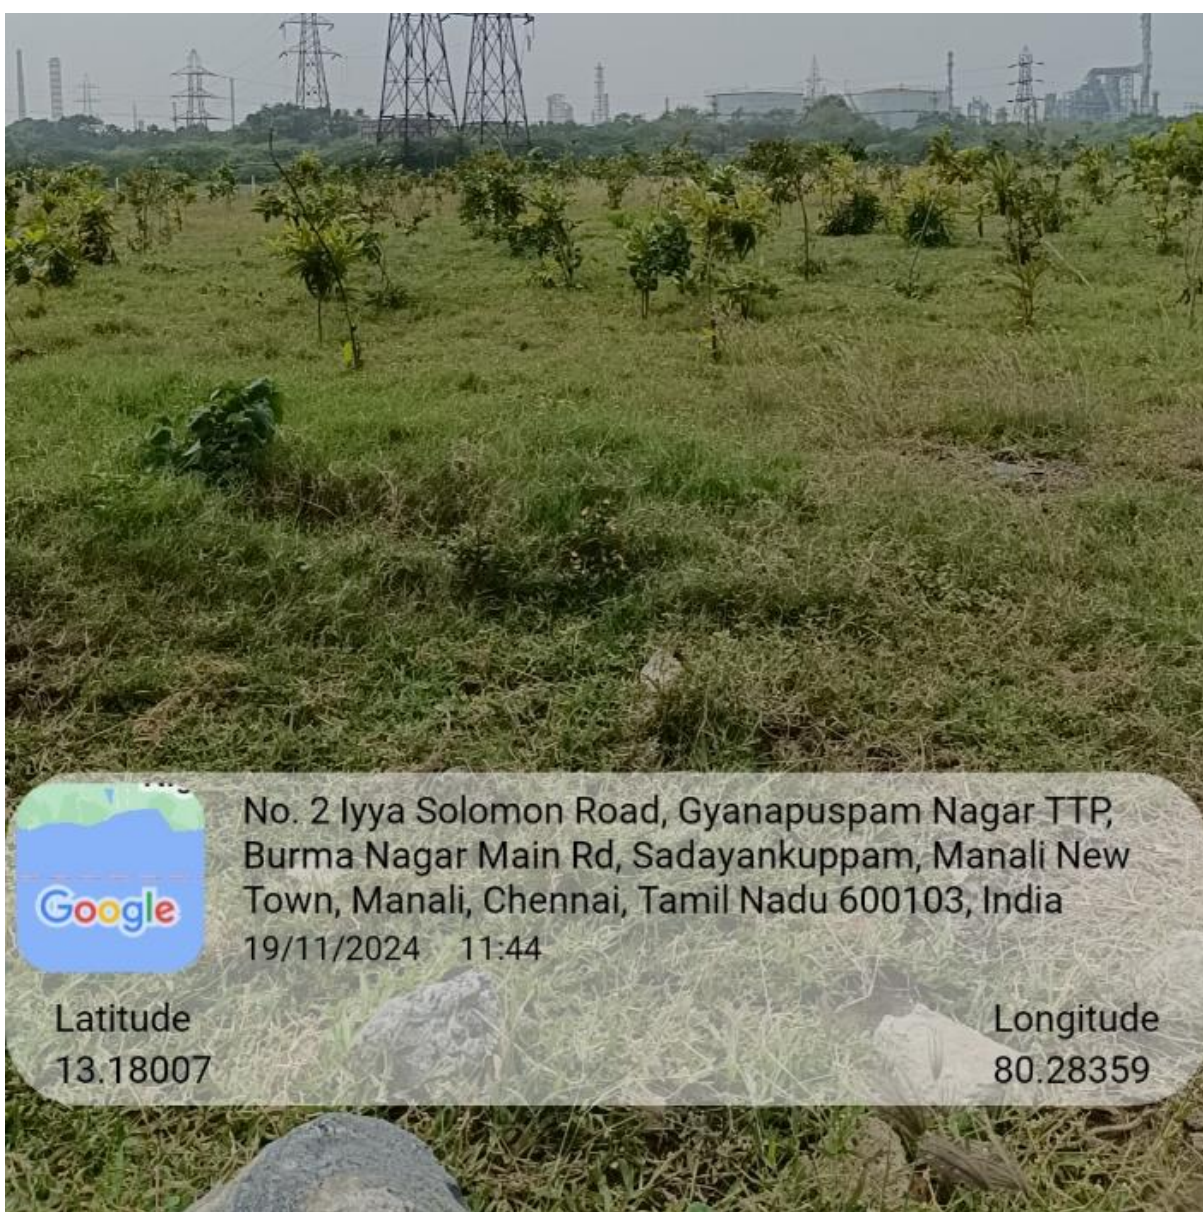 No. 2 Iyya Solomon Road, Gyanapuspam Nagar TTP,
Burma Nagar Main Rd, Sadayankuppam, Manali New
Town, Manali, Chennai, Tamil Nadu 600103, India
19/11/2024 11:44
Google
Latitude
13.18007
Longitude
80.28359